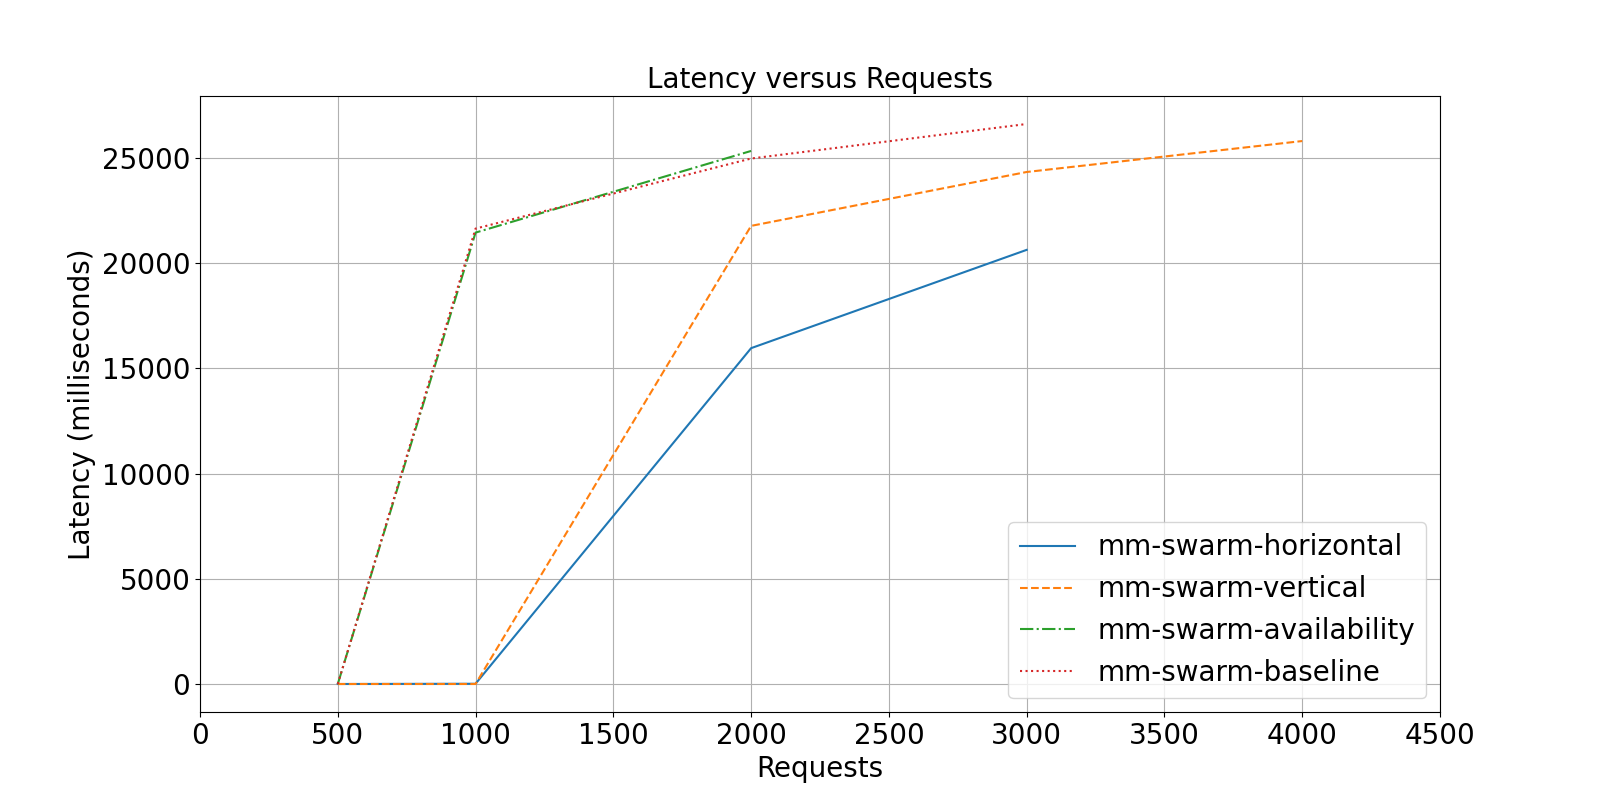 Latency versus Requests
Latency (milliseconds)
25000
20000
15000
10000
5000
0
0 500 1000 1500 2000 2500 3000 3500 4000 4500
Requests
mm-swarm-horizontal
mm-swarm-vertical
mm-swarm-availability
mm-swarm-baseline